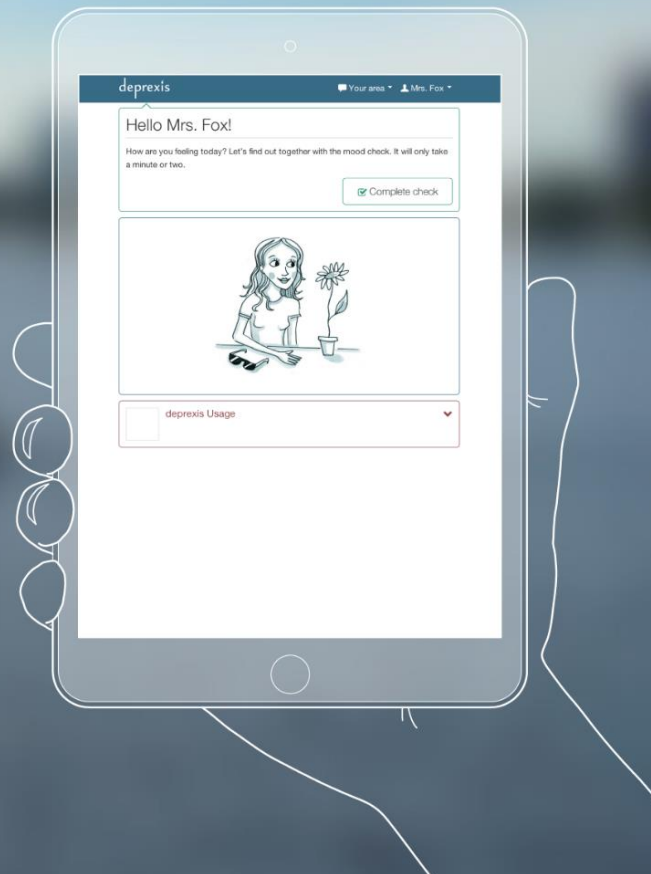 deprexis
Your area Mrs. Fox
Hello Mrs. Fox!
How are you feeling today? Let's find out together with the mood check. It will only take
a minute or two.
Complete check
deprexis Usage